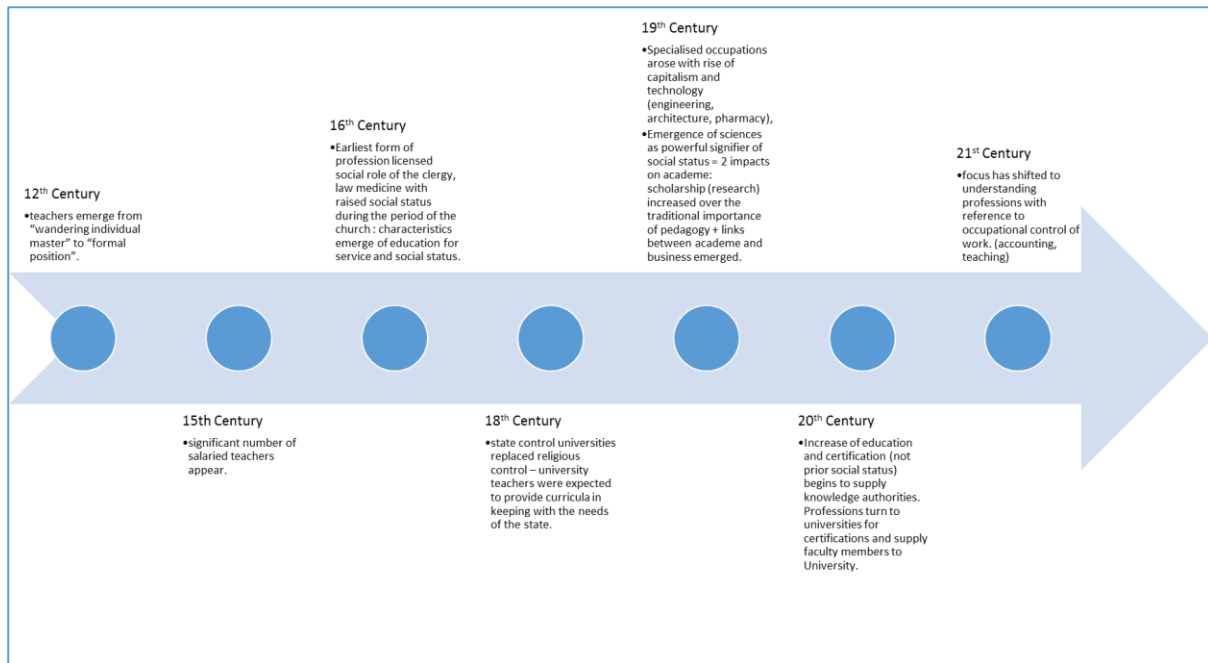 12th Century
•teachers emerge from
“wandering individual
master” to “formal
position”.
15th Century
•significant number of
salaried teachers
appear.
16th Century
•Earliest form of
profession licensed
social role of the clergy,
law medicine with
raised social status
during the period of the
church : characteristics
emerge of education for
service and social status.
18th Century
•state control universities
replaced religious
control – university
teachers were expected
to provide curricula in
keeping with the needs
of the state.
19th Century
•Specialised occupations
arose with rise of
capitalism and
technology
(engineering,
architecture, pharmacy),
•Emergence of sciences
as powerful signifier of
social status = 2 impacts
on academe:
scholarship (research)
increased over the
traditional importance
of pedagogy + links
between academe and
business emerged.
20th Century
•Increase of education
and certification (not
prior social status)
begins to supply
knowledge authorities.
Professions turn to
universities for
certifications and supply
faculty members to
University.
21st Century
•focus has shifted to
understanding
professions with
reference to
occupational control of
work. (accounting,
teaching)